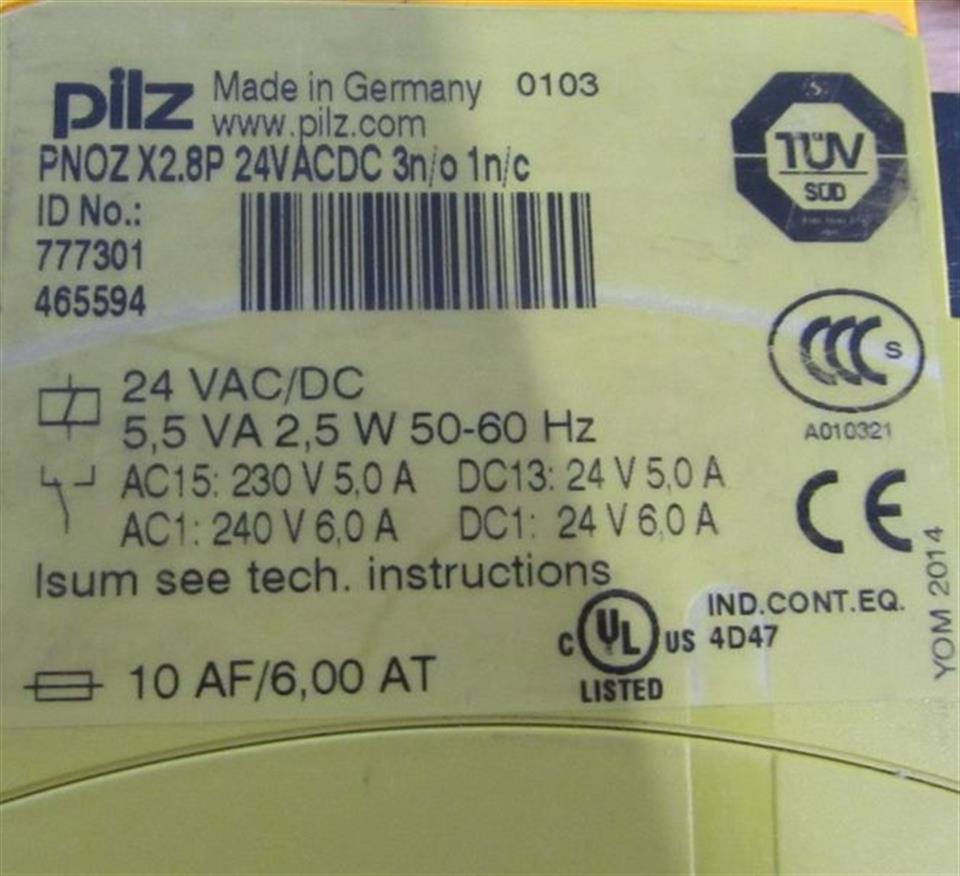 pilz Made in Germany 0103
www.pilz.com
PNOZ X2.8P 24VACDC 3n/o 1n/c
ID No.:
777301
465594
TÜV
SÜD
CCC S
A010321
24 VAC/DC
5,5 VA 2,5 W 50-60 Hz
AC15: 230 V 5,0 A DC13: 24 V 5,0 A
AC1: 240 V 6,0 A DC1: 24 V 6,0 A
CE
Isum see tech. instructions
YOM 2014
C UL US
LISTED
IND.CONT.EQ.
4D47
10 AF/6,00 AT